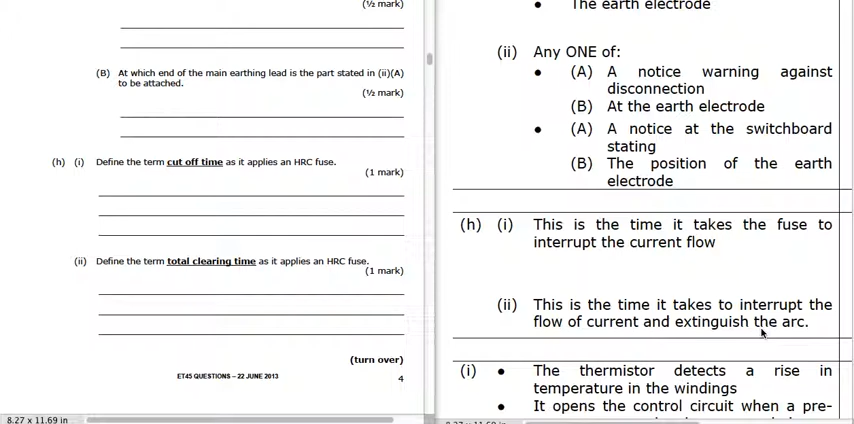 (½ mark)
(B) At which end of the main earthing lead is the part stated in (ii)(A)
to be attached.
(½ mark)
(h) (i) Define the term cut off time as it applies an HRC fuse.
(1 mark)
(ii) Define the term total clearing time as it applies an HRC fuse.
(1 mark)
(turn over)
ET45 QUESTIONS – 22 JUNE 2013
4
8.27 x 11.69 in
• The earth electrode
(ii) Any ONE of:
• (A) A notice warning against
disconnection
(B) At the earth electrode
• (A) A notice at the switchboard
stating
(B) The position of the earth
electrode
(h) (i) This is the time it takes the fuse to
interrupt the current flow
(ii) This is the time it takes to interrupt the
flow of current and extinguish the arc.
(i) • The thermistor detects a rise in
temperature in the windings
• It opens the control circuit when a pre-